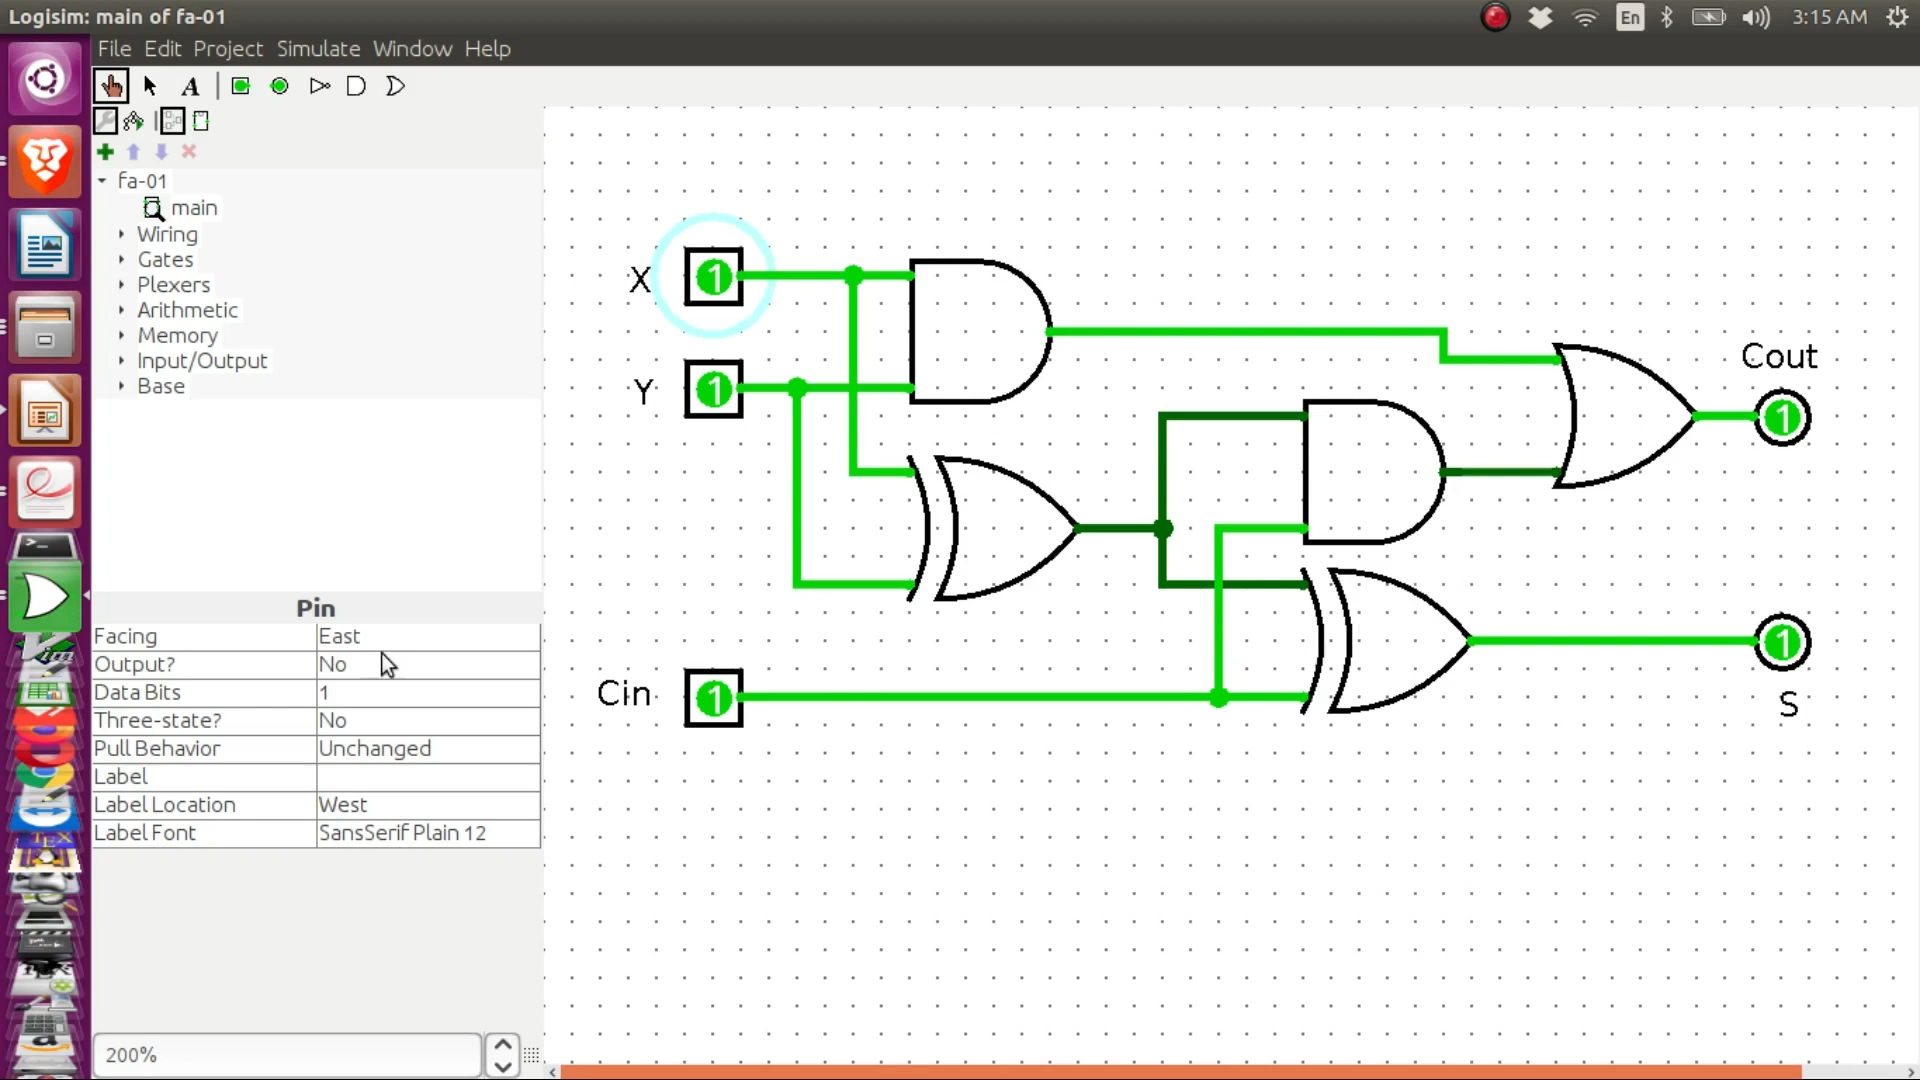 Logisim: main of fa-01
En
3:15 AM
File Edit Project Simulate Window Help
A
fa-01
main
Wiring
Gates
Plexers
Arithmetic
Memory
Input/Output
Base
Pin
Facing East
Output? No
Data Bits 1
Three-state? No
Pull Behavior Unchanged
Label
Label Location West
Label Font SansSerif Plain 12
200%
X 1
Y 1
Cout
1
1
S
Cin 1